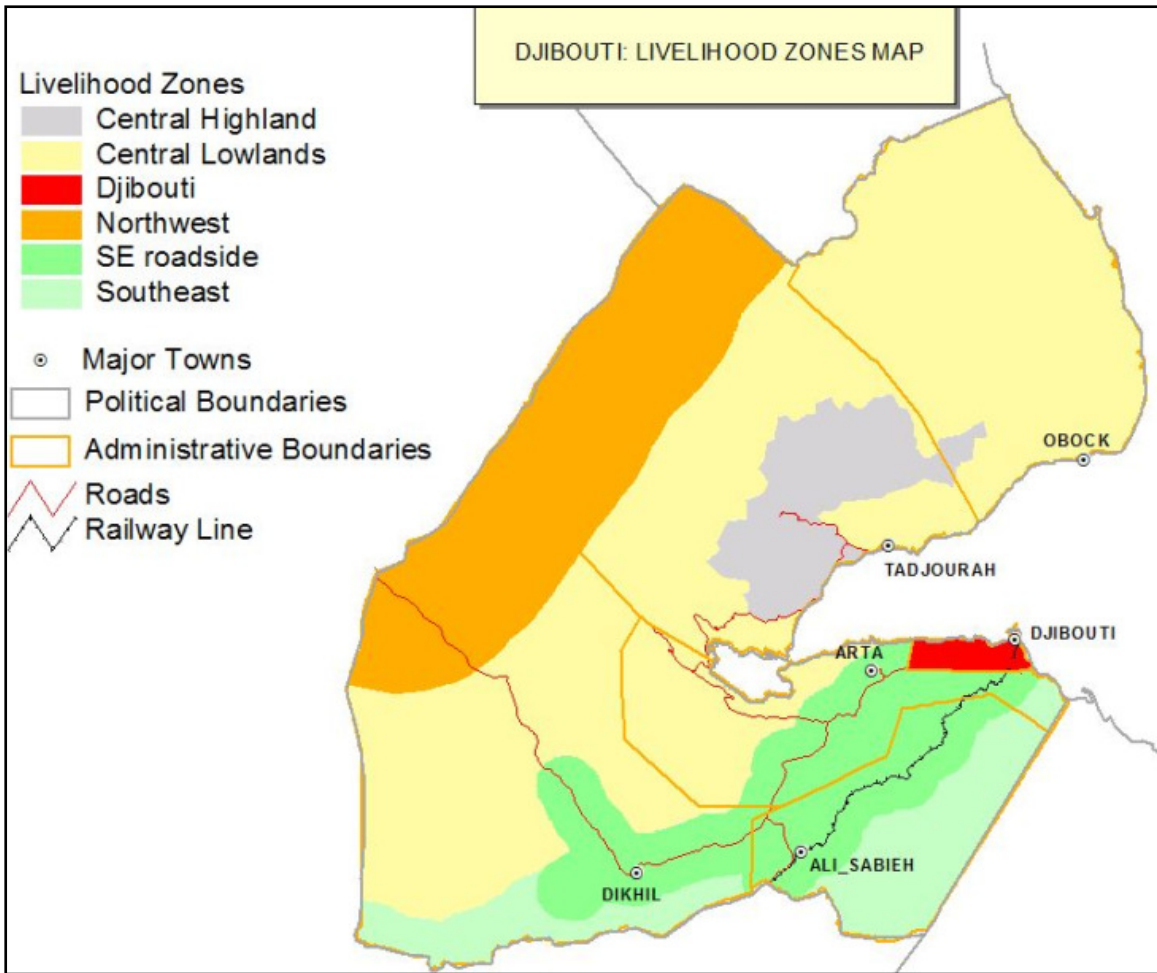 DJIBOUTI: LIVELIHOOD ZONES MAP
Livelihood Zones
Central Highland
Central Lowlands
Djibouti
Northwest
SE roadside
Southeast
Major Towns
Political Boundaries
Administrative Boundaries
Roads
Railway Line
OBOCK
TADJOURAH
DJIBOUTI
ARTA
ALI_SABIEH
DIKHIL